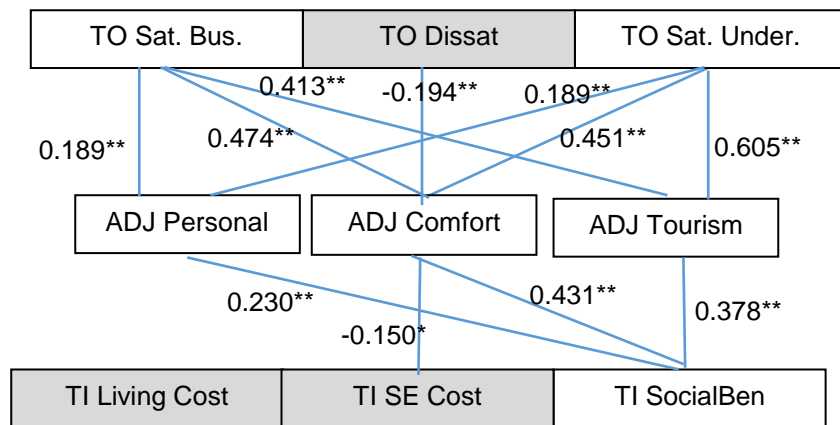 TO Sat. Bus. TO Dissat TO Sat. Under.
0.413** -0.194** 0.189**
0.189** 0.474** 0.451** 0.605**
ADJ Personal ADJ Comfort ADJ Tourism
0.230** -0.150* 0.431** 0.378**
TI Living Cost TI SE Cost TI SocialBen